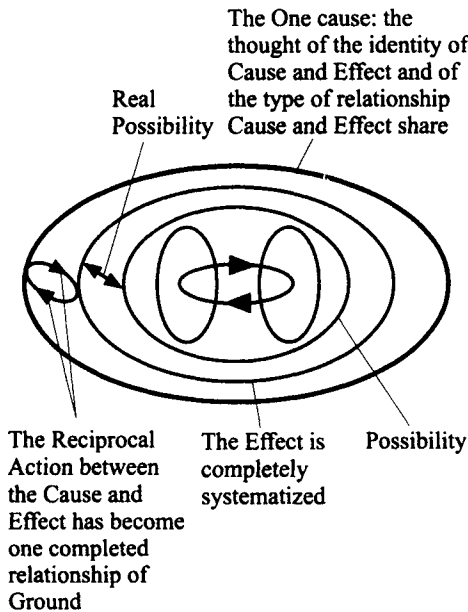 The One cause: the
thought of the identity of
Cause and Effect and of
the type of relationship
Cause and Effect share
Real
Possibility
The Reciprocal
Action between
the Cause and
Effect has become
one completed
relationship of
Ground
The Effect is
completely
systematized
Possibility